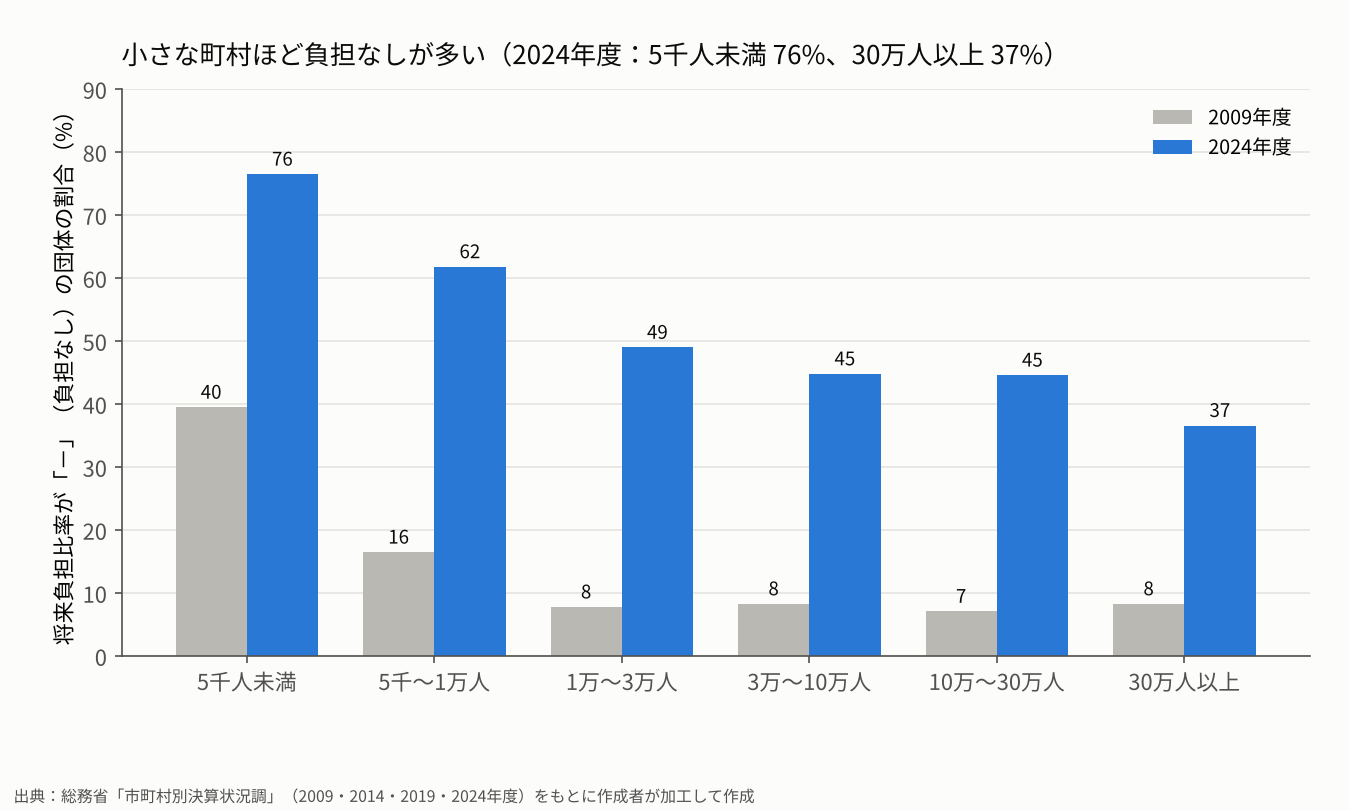 小さな町村ほど負担なしが多い（2024年度：5千人未満 76%、30万人以上 37%）
将来負担比率が「－」（負担なし）の団体の割合（%）
90
80
70
60
50
40
30
20
10
0
2009年度
2024年度
40
76
16
62
8
49
8
45
7
45
8
37
5千人未満
5千〜1万人
1万〜3万人
3万〜10万人
10万〜30万人
30万人以上
出典：総務省「市町村別決算状況調」（2009・2014・2019・2024年度）をもとに作成者が加工して作成